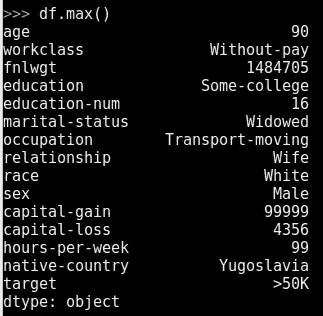 >>> df.max()
age                             90
workclass              Without-pay
fnlwgt                     1484705
education             Some-college
education-num                   16
marital-status             Widowed
occupation        Transport-moving
relationship                  Wife
race                         White
sex                           Male
capital-gain                 99999
capital-loss                  4356
hours-per-week                  99
native-country          Yugoslavia
target                        >50K
dtype: object